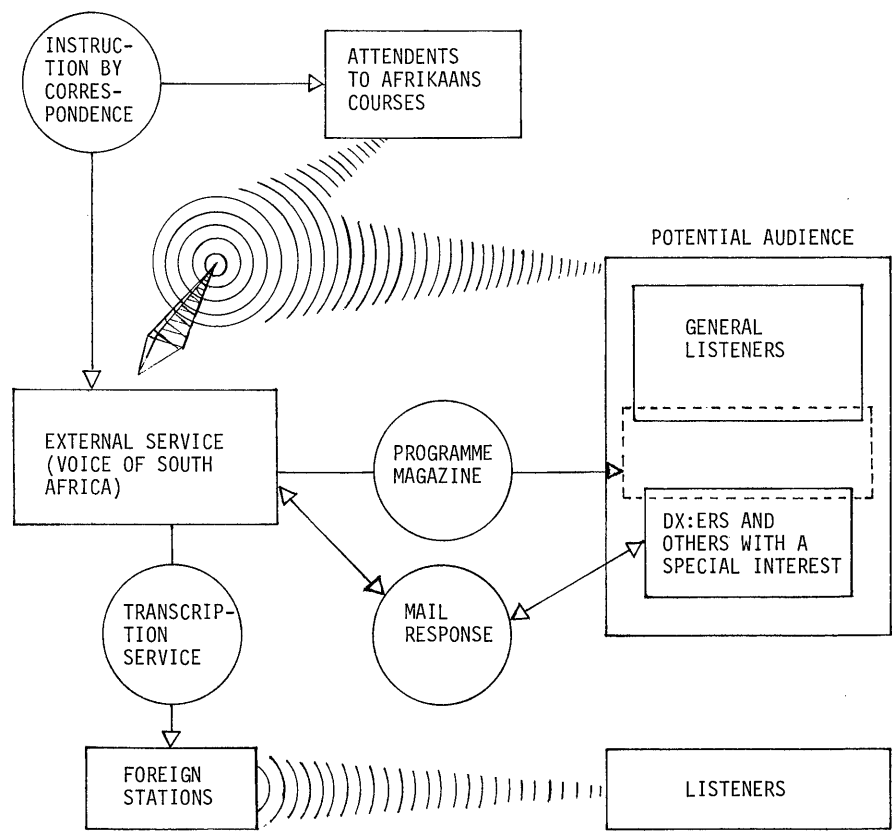 INSTRUC-
TION BY
CORRES-
PONDENCE
ATTENDENTS
TO AFRIKAANS
COURSES
POTENTIAL AUDIENCE
GENERAL
LISTENERS
EXTERNAL SERVICE
(VOICE OF SOUTH
AFRICA)
PROGRAMME
MAGAZINE
DX:ERS AND
OTHERS WITH A
SPECIAL INTEREST
TRANSCRIP-
TION
SERVICE
MAIL
RESPONSE
FOREIGN
STATIONS
LISTENERS